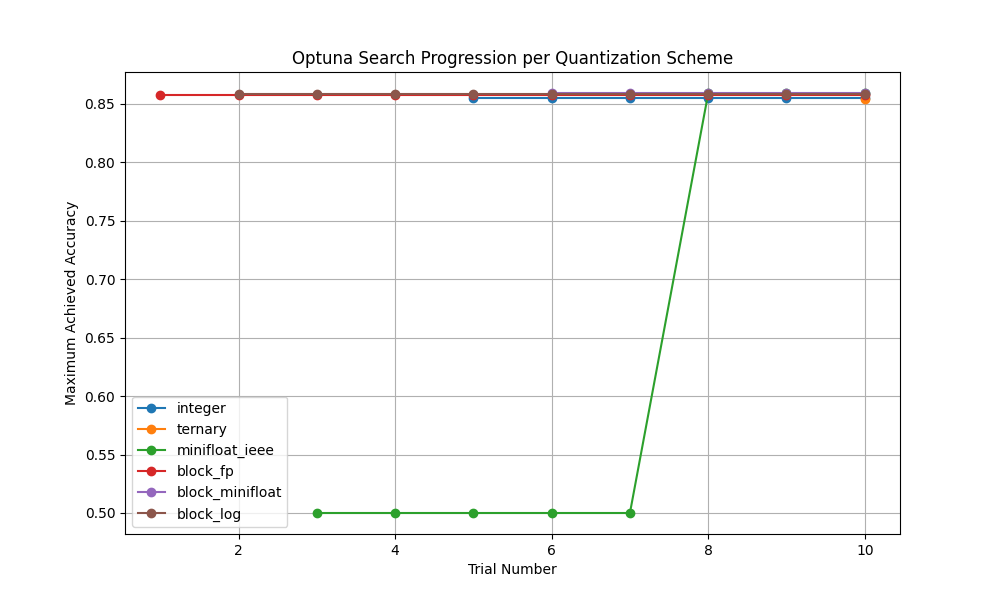 Optuna Search Progression per Quantization Scheme
Maximum Achieved Accuracy
0.85
0.80
0.75
0.70
0.65
0.60
0.55
0.50
integer
ternary
minifloat_ieee
block_fp
block_minifloat
block_log
2 4 6 8 10
Trial Number